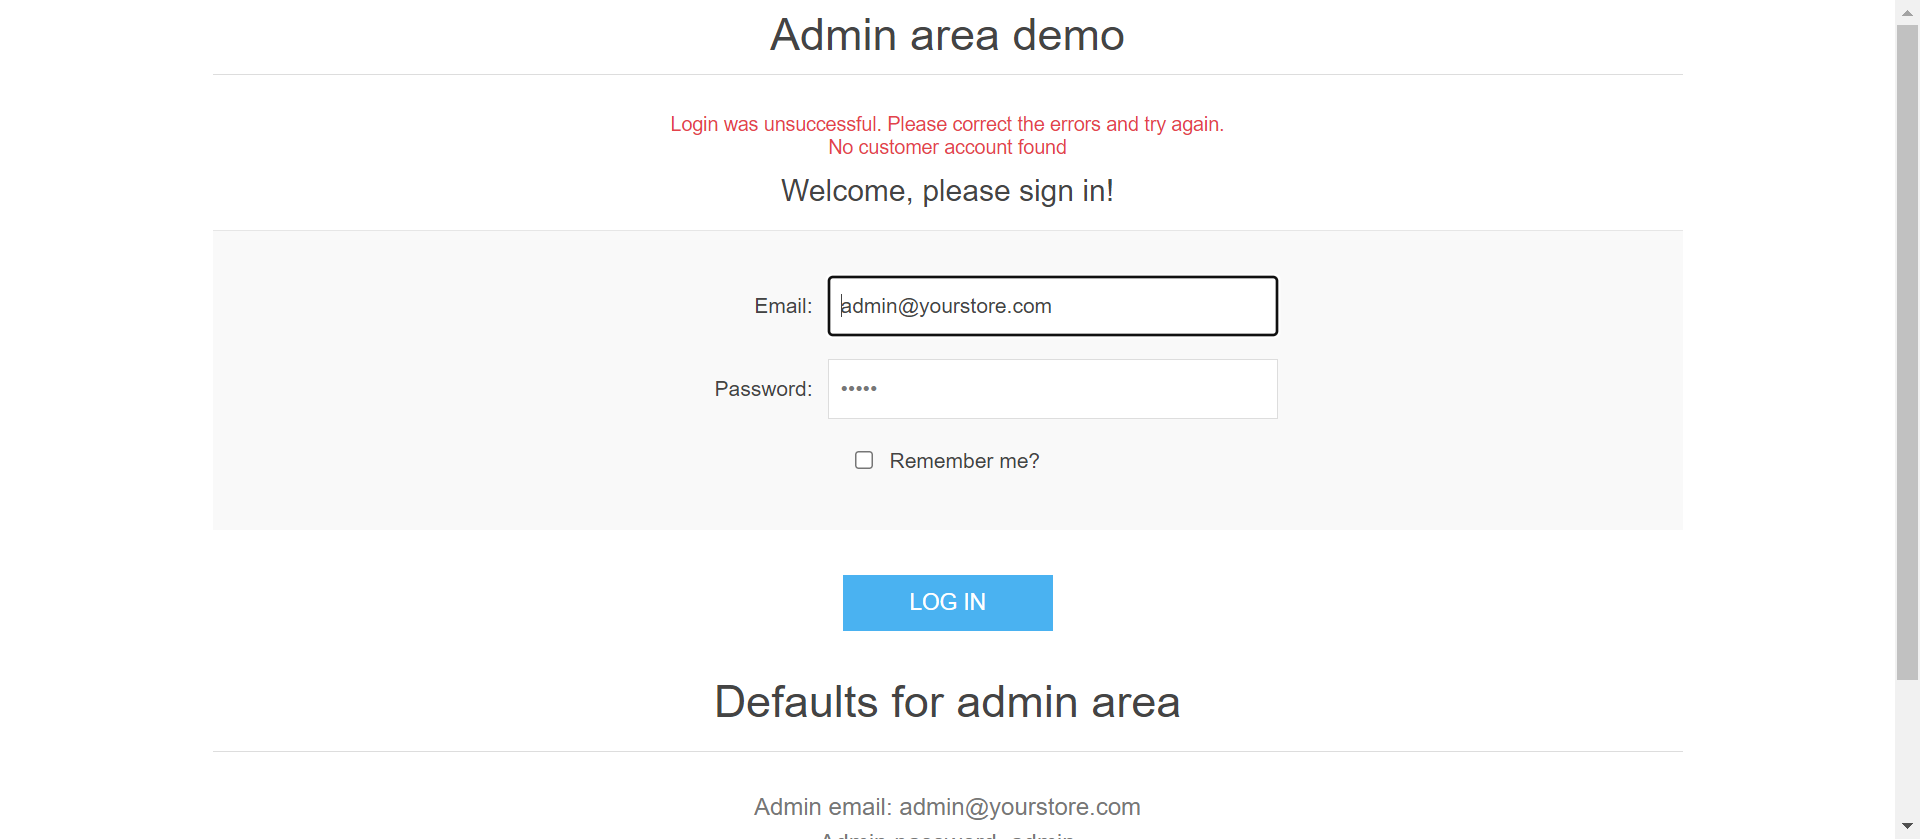 Admin area demo
Login was unsuccessful. Please correct the errors and try again.
No customer account found
Welcome, please sign in!
Email:
admin@yourstore.com
Password:
•••••
Remember me?
LOG IN
Defaults for admin area
Admin email: admin@yourstore.com